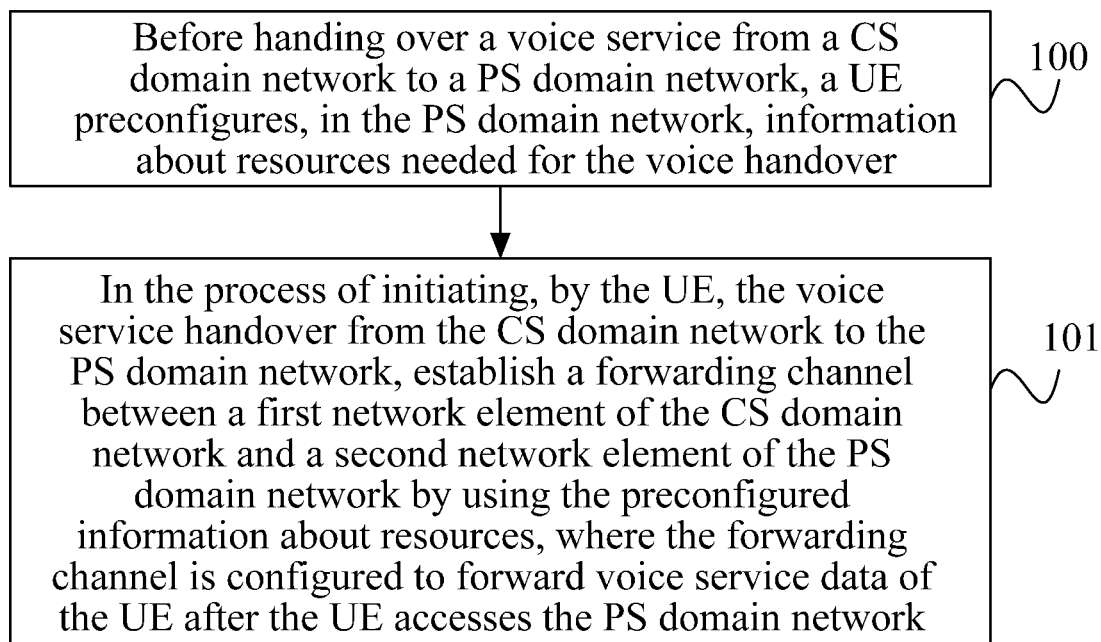 Before handing over a voice service from a CS
domain network to a PS domain network, a UE
preconfigures, in the PS domain network, information
about resources needed for the voice handover
100
In the process of initiating, by the UE, the voice
service handover from the CS domain network to the
PS domain network, establish a forwarding channel
between a first network element of the CS domain
network and a second network element of the PS
domain network by using the preconfigured
information about resources, where the forwarding
channel is configured to forward voice service data of
the UE after the UE accesses the PS domain network
101